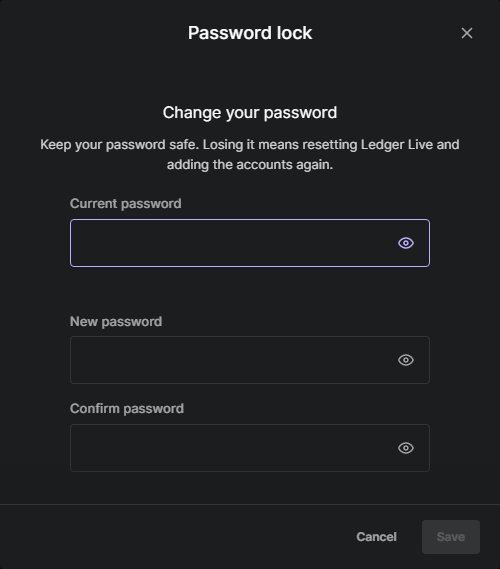 Password lock
Change your password
Keep your password safe. Losing it means resetting Ledger Live and
adding the accounts again.
Current password
New password
Confirm password
Cancel
Save